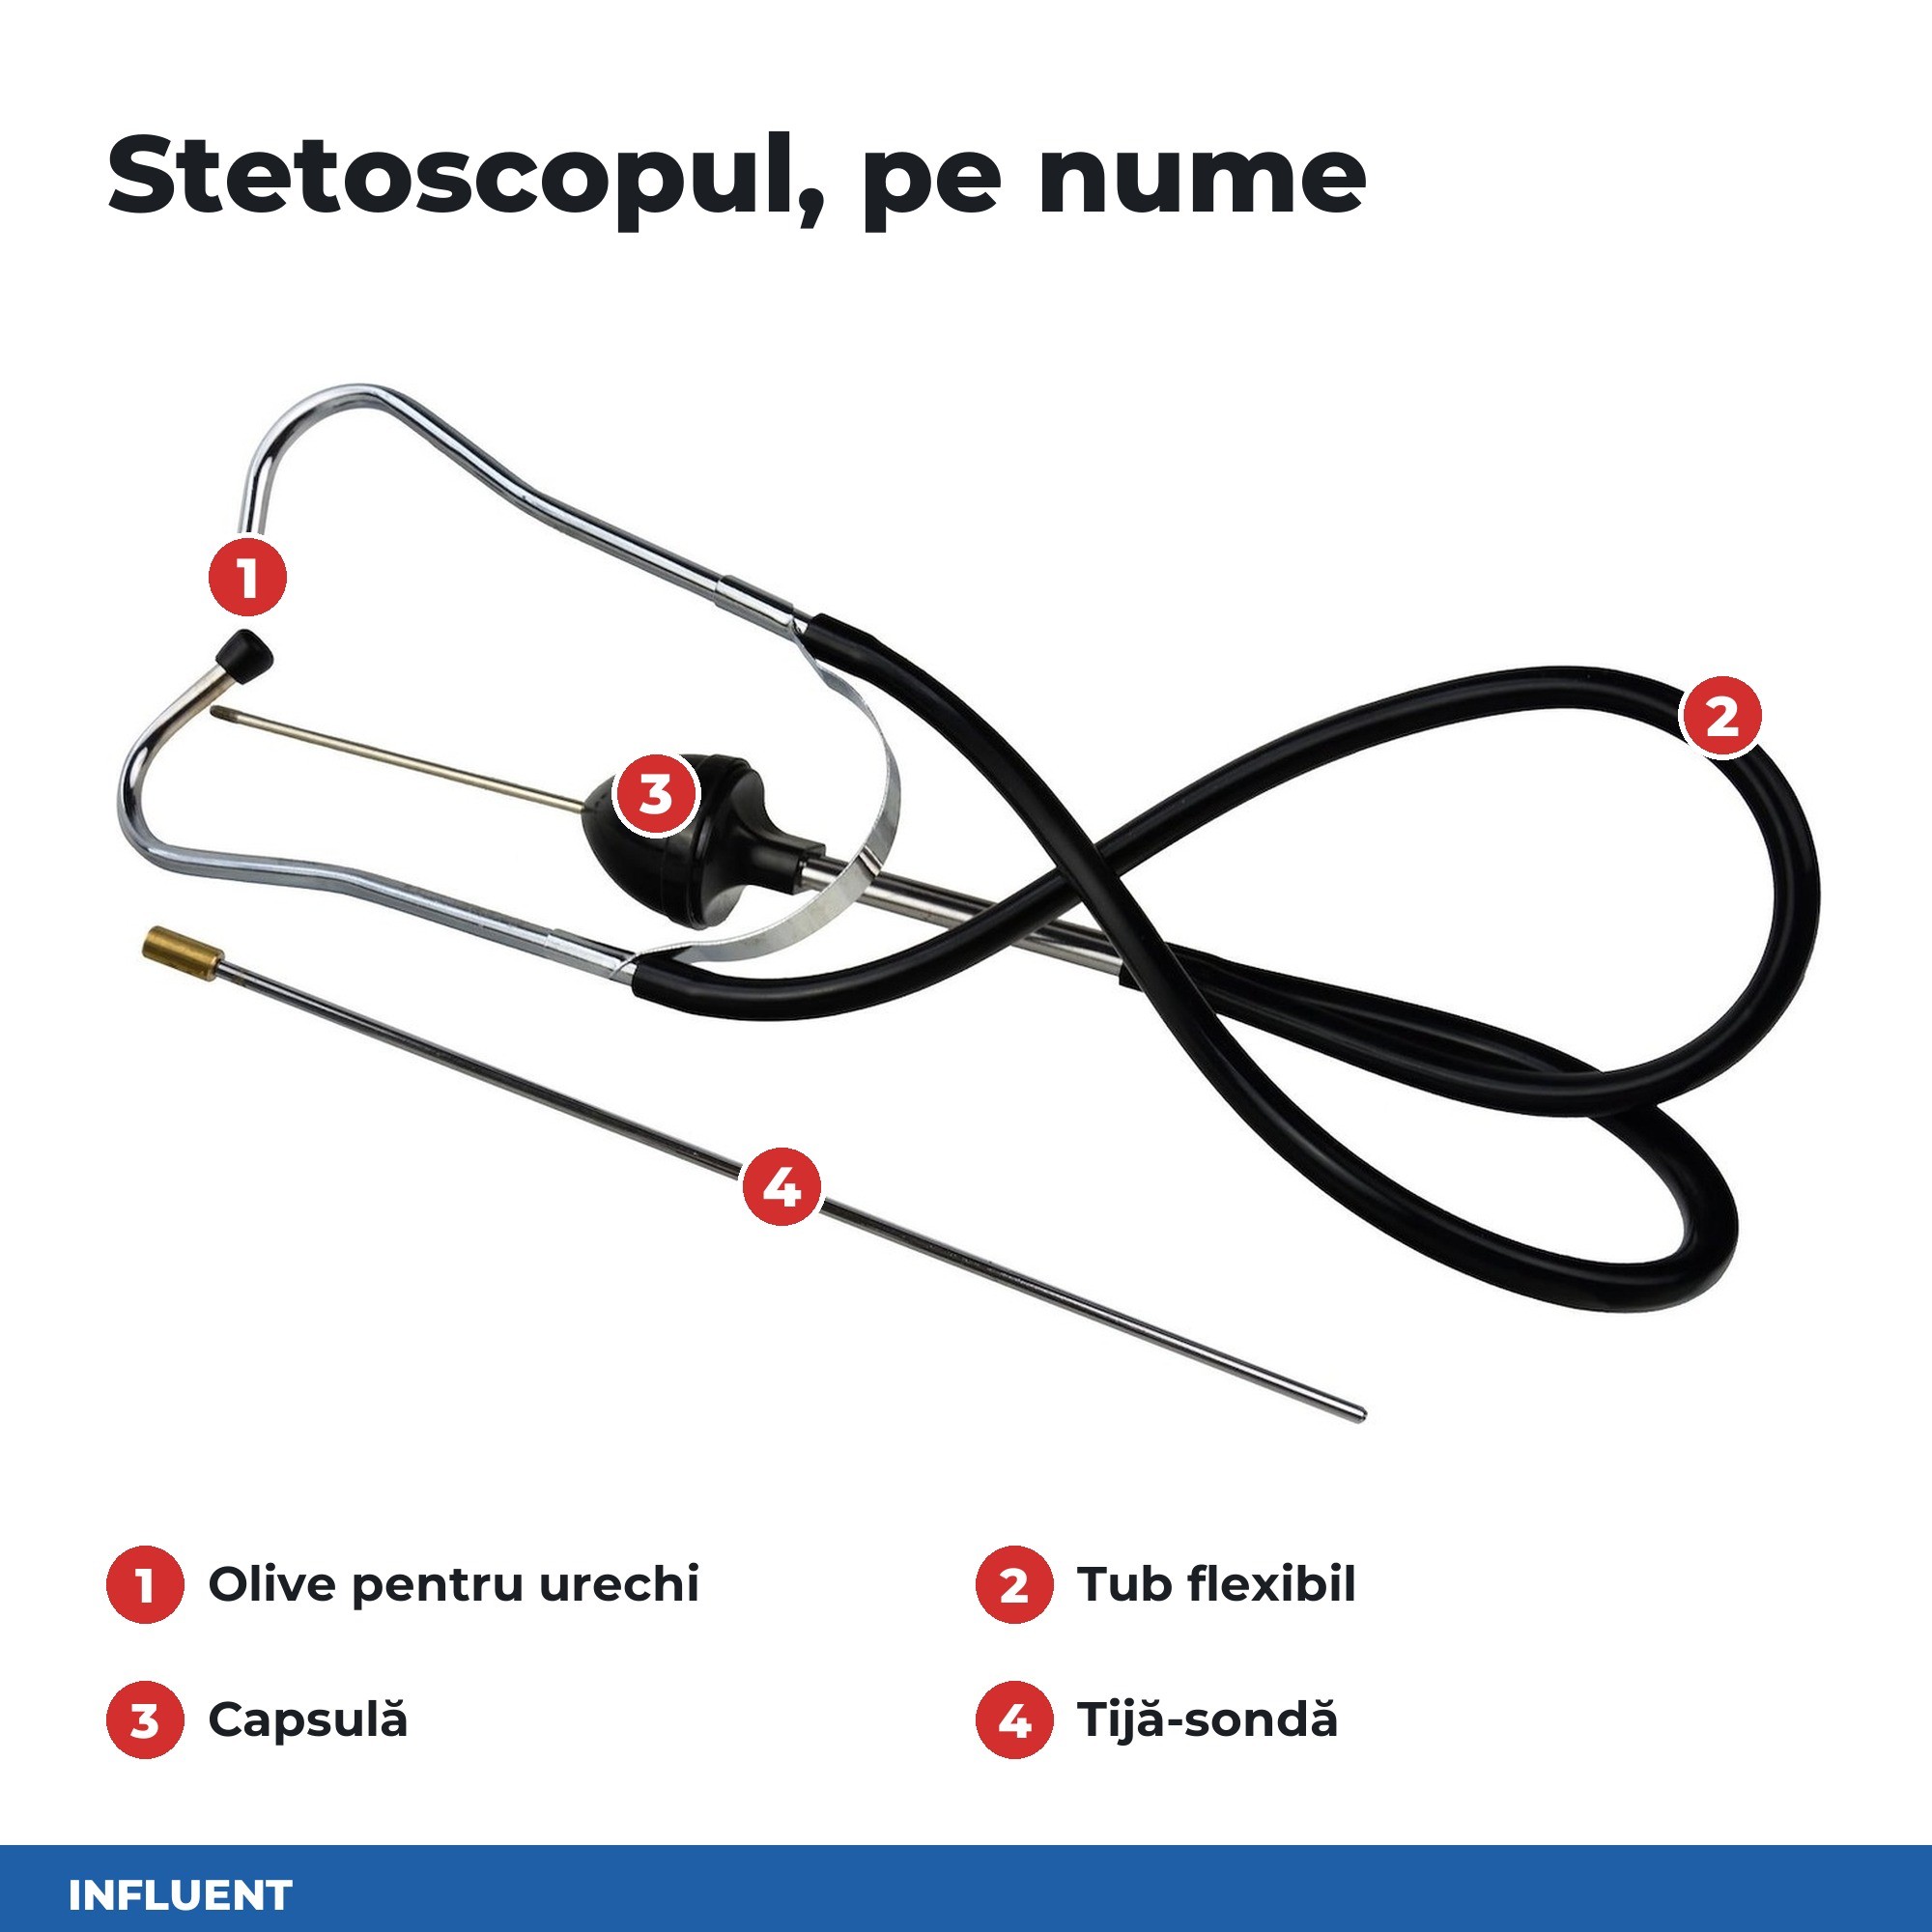 Stetoscopul, pe nume
1
2
3
4
1 Olive pentru urechi
2 Tub flexibil
3 Capsulă
4 Tijă-sondă
INFLUENT